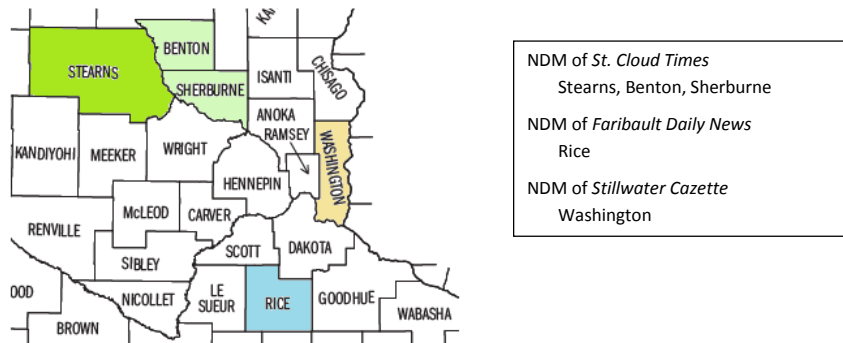 KAN
BENTON
STEARNS
ISANTI
CHISAGO
SHERBURNE
ANOKA
RAMSEY
WASHINGTON
WRIGHT
KANDIYOHI
MEEKER
HENNEPIN
McLEOD
CARVER
RENVILLE
SCOTT
DAKOTA
SIBLEY
OOD
NICOLLET
LE
SUEUR
RICE
GOODHUE
WABASHA
BROWN
NDM of St. Cloud Times
Stearns, Benton, Sherburne
NDM of Faribault Daily News
Rice
NDM of Stillwater Cazette
Washington